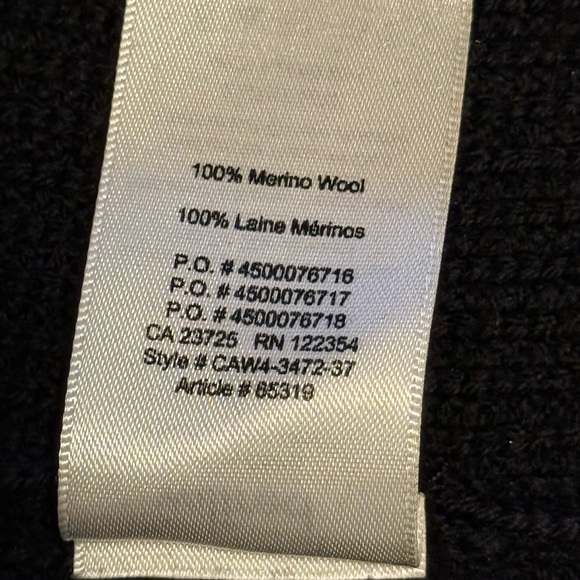 100% Merino Wool
100% Laine Mérinos
P.O. # 4500076716
P.O. # 4500076717
P.O. # 4500076718
CA 23725 RN 122354
Style # CAW4-3472-37
Article # 65319